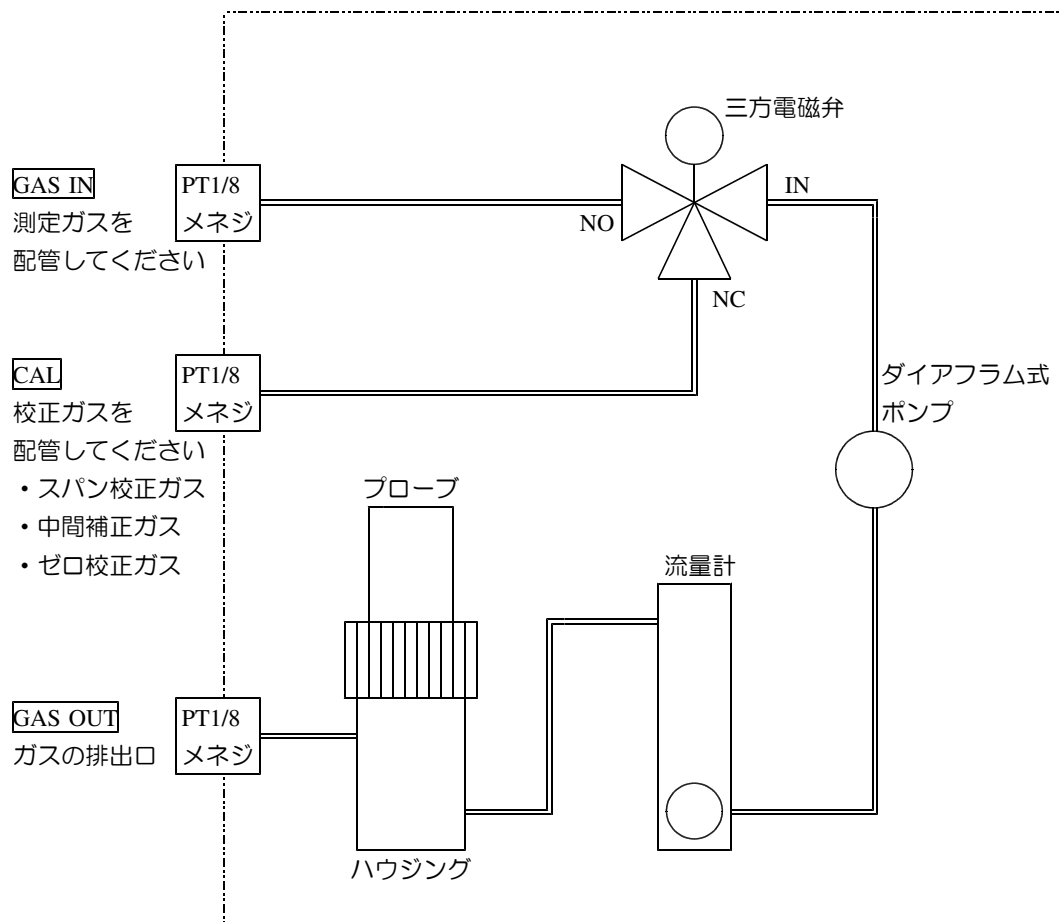 三方電磁弁
GAS IN
測定ガスを
配管してください
PT1/8
メネジ
NO
IN
NC
CAL
校正ガスを
配管してください
・スパン校正ガス
・中間補正ガス
・ゼロ校正ガス
PT1/8
メネジ
ダイアフラム式
ポンプ
プローブ
流量計
GAS OUT
ガスの排出口
PT1/8
メネジ
ハウジング